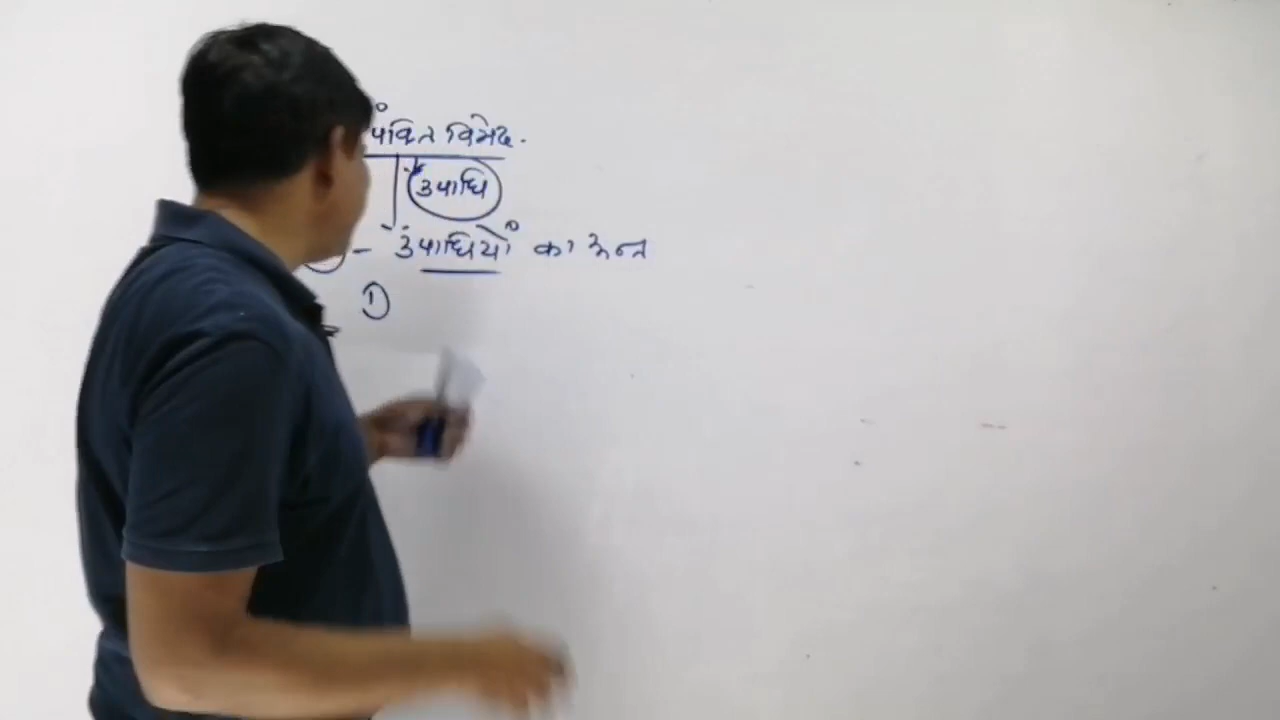 पंक्ति विभेद.
उपाधि
- उपाधियों का अन्त
①